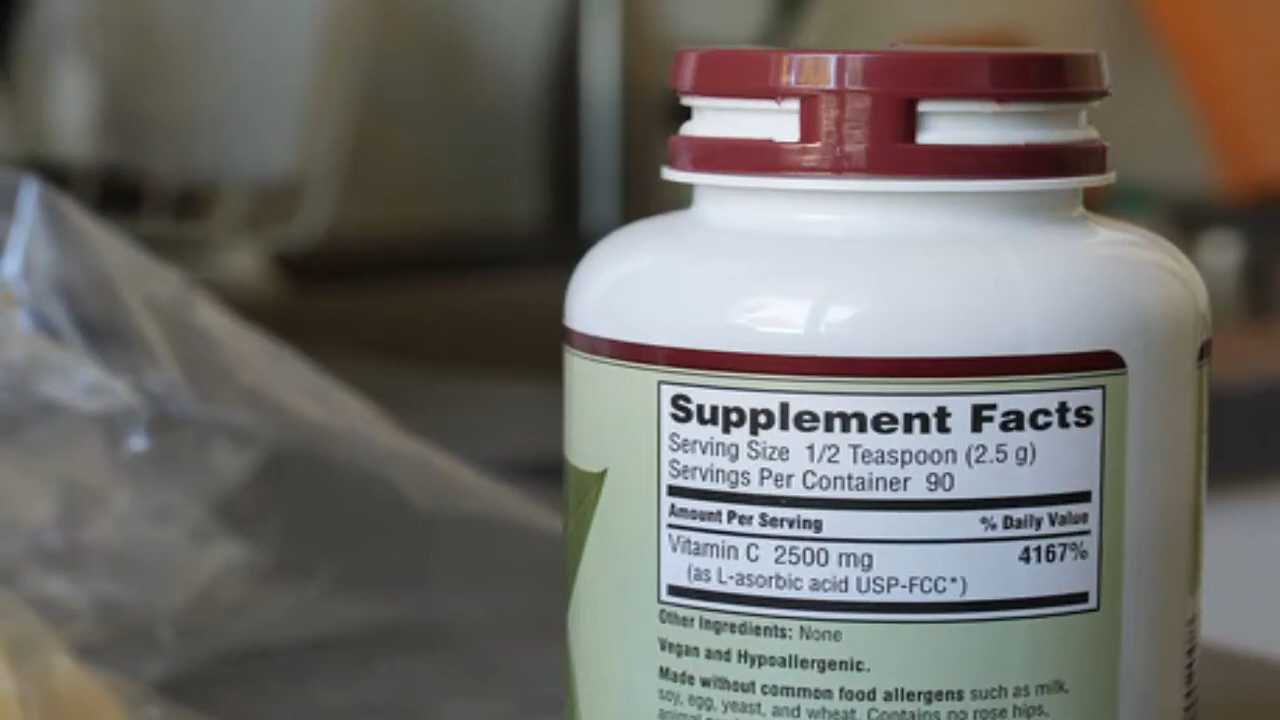 Supplement Facts
Serving Size 1/2 Teaspoon (2.5 g)
Servings Per Container 90
Amount Per Serving % Daily Value
Vitamin C 2500 mg 4167%
(as L-asorbic acid USP-FCC*)
Other Ingredients: None
Vegan and Hypoallergenic.
Made without common food allergens such as milk,
soy, egg, yeast, and wheat. Contains no rose hips,
animal